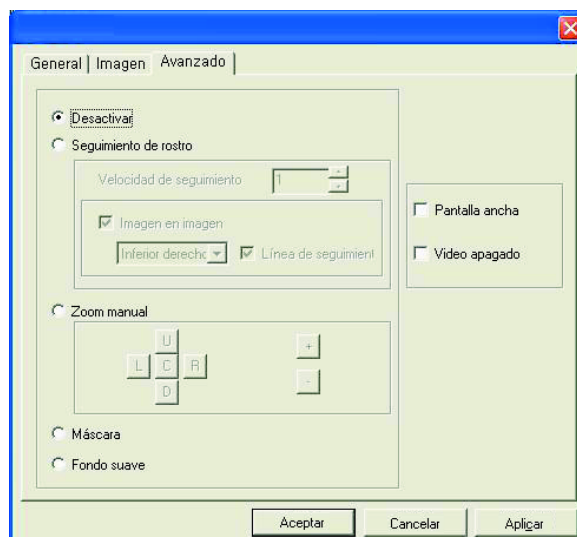 General Imagen Avanzado
Desactivar
Seguimiento de rostro
Velocidad de seguimiento 1
Imagen en imagen
Inferior derecho Línea de seguimient
Pantalla ancha
Video apagado
Zoom manual
U
L C R
D
+
-
Máscara
Fondo suave
Aceptar Cancelar Aplicar